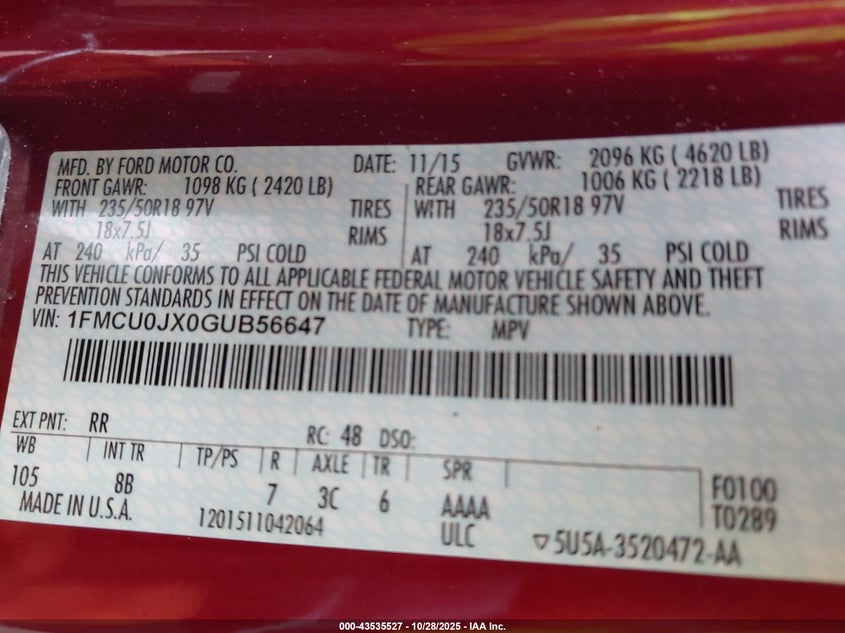 MFD. BY FORD MOTOR CO. DATE: 11/15 GVWR: 2096 KG ( 4620 LB)
FRONT GAWR: 1098 KG ( 2420 LB) REAR GAWR: 1006 KG ( 2218 LB)
WITH 235/50R18 97V TIRES WITH 235/50R18 97V TIRES
18x7.5J RIMS 18x7.5J RIMS
AT 240 kPa/ 35 PSI COLD AT 240 kPa/ 35 PSI COLD
THIS VEHICLE CONFORMS TO ALL APPLICABLE FEDERAL MOTOR VEHICLE SAFETY AND THEFT
PREVENTION STANDARDS IN EFFECT ON THE DATE OF MANUFACTURE SHOWN ABOVE.
VIN: 1FMCU0JX0GUB56647 TYPE: MPV
EXT PNT: RR RC: 48 DSO:
WB INT TR TP/PS R AXLE TR SPR
105 8B 7 3C 6 AAAA F0100
MADE IN U.S.A. 1201511042064 ULC T0289
▽5U5A-3520472-AA
000-43535527 - 10/28/2025 - IAA Inc.